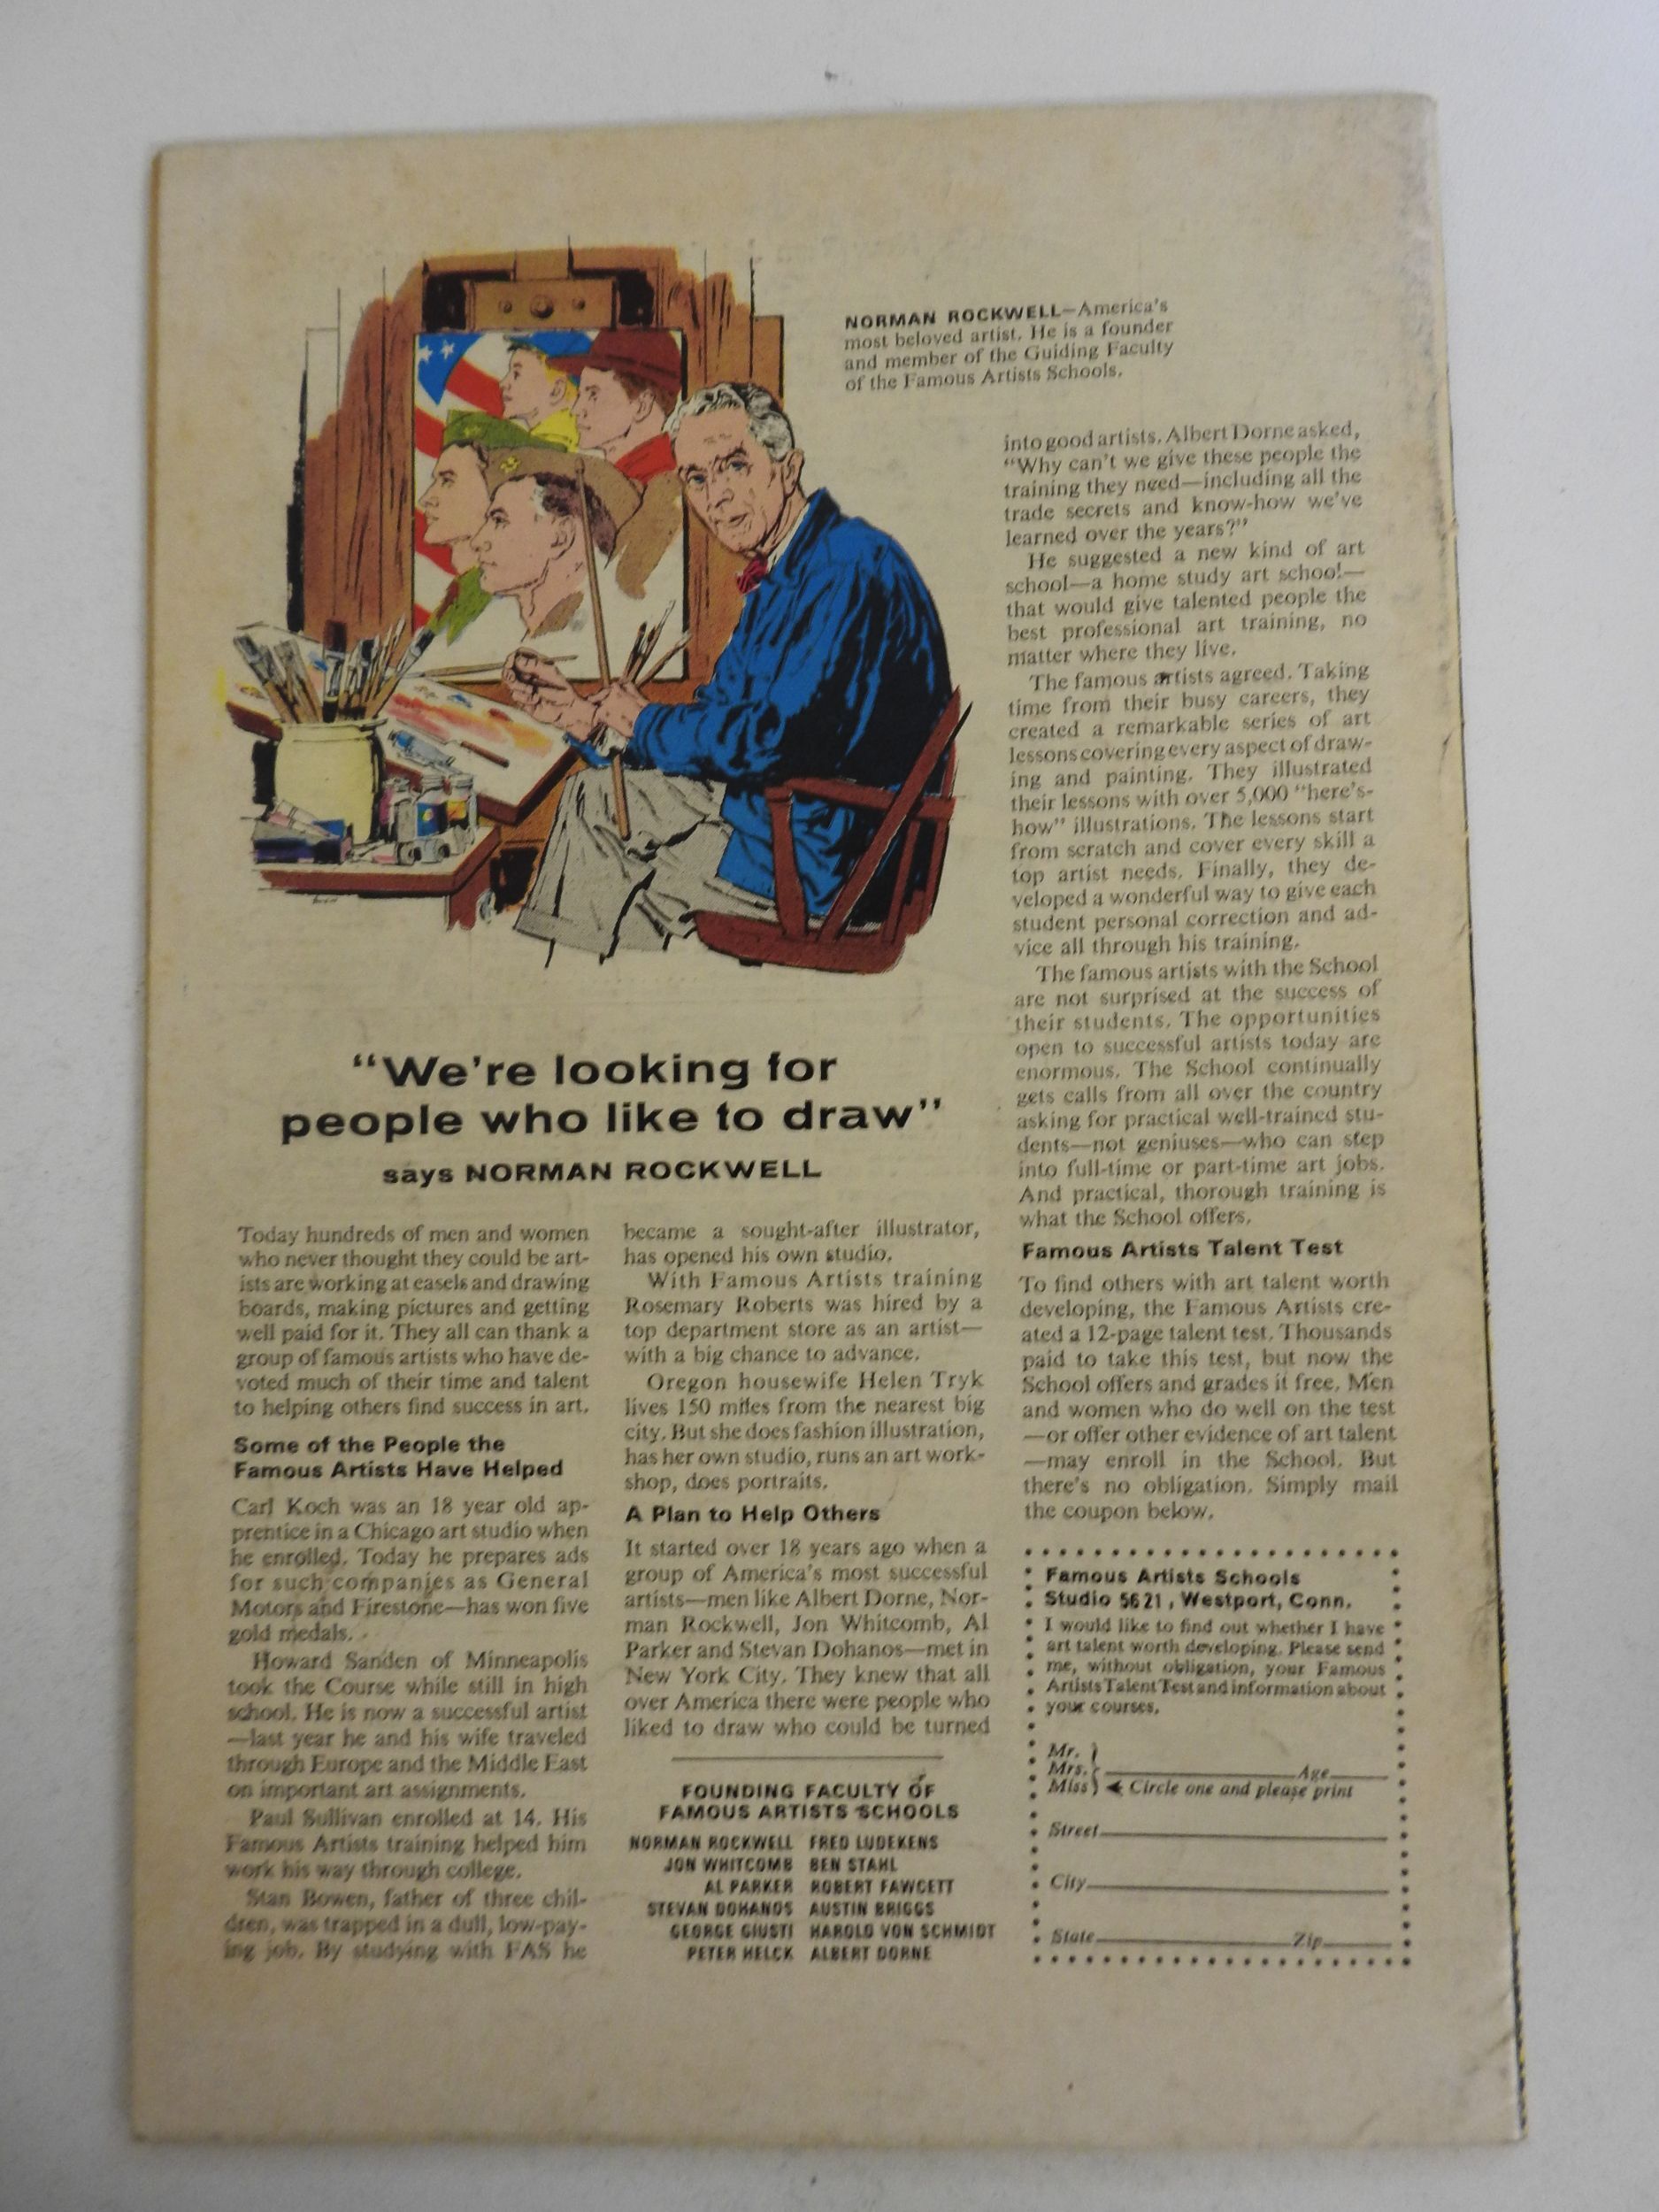 NORMAN ROCKWELL—America's
most beloved artist. He is a founder
and member of the Guiding Faculty
of the Famous Artists Schools.
"We're looking for
people who like to draw"
says NORMAN ROCKWELL
Today hundreds of men and women
who never thought they could be art-
ists are working at easels and drawing
boards, making pictures and getting
well paid for it. They all can thank a
group of famous artists who have de-
voted much of their time and talent
to helping others find success in art.
Some of the People the
Famous Artists Have Helped
Carl Koch was an 18 year old ap-
prentice in a Chicago art studio when
he enrolled. Today he prepares ads
for such companies as General
Motors and Firestone—has won five
gold medals.
Howard Sanden of Minneapolis
took the Course while still in high
school. He is now a successful artist
—last year he and his wife traveled
through Europe and the Middle East
on important art assignments.
Paul Sullivan enrolled at 14. His
Famous Artists training helped him
work his way through college.
Stan Bowen, father of three chil-
dren, was trapped in a dull, low-pay-
ing job. By studying with FAS he
became a sought-after illustrator,
has opened his own studio.
With Famous Artists training
Rosemary Roberts was hired by a
top department store as an artist—
with a big chance to advance.
Oregon housewife Helen Tryk
lives 150 miles from the nearest big
city. But she does fashion illustration,
has her own studio, runs an art work-
shop, does portraits.
A Plan to Help Others
It started over 18 years ago when a
group of America's most successful
artists—men like Albert Dorne, Nor-
man Rockwell, Jon Whitcomb, Al
Parker and Stevan Dohanos—met in
New York City. They knew that all
over America there were people who
liked to draw who could be turned
FOUNDING FACULTY OF
FAMOUS ARTISTS SCHOOLS
NORMAN ROCKWELL FRED LUDEKENS
JON WHITCOMB BEN STAHL
AL PARKER ROBERT FAWCETT
STEVAN DOHANOS AUSTIN BRIGGS
GEORGE GIUSTI HAROLD VON SCHMIDT
PETER HELCK ALBERT DORNE
into good artists. Albert Dorne asked,
"Why can't we give these people the
training they need—including all the
trade secrets and know-how we've
learned over the years?"
He suggested a new kind of art
school—a home study art school—
that would give talented people the
best professional art training, no
matter where they live.
The famous artists agreed. Taking
time from their busy careers, they
created a remarkable series of art
lessons covering every aspect of draw-
ing and painting. They illustrated
their lessons with over 5,000 "here's-
how" illustrations. The lessons start
from scratch and cover every skill a
top artist needs. Finally, they de-
veloped a wonderful way to give each
student personal correction and ad-
vice all through his training.
The famous artists with the School
are not surprised at the success of
their students. The opportunities
open to successful artists today are
enormous. The School continually
gets calls from all over the country
asking for practical well-trained stu-
dents—not geniuses—who can step
into full-time or part-time art jobs.
And practical, thorough training is
what the School offers.
Famous Artists Talent Test
To find others with art talent worth
developing, the Famous Artists cre-
ated a 12-page talent test. Thousands
paid to take this test, but now the
School offers and grades it free. Men
and women who do well on the test
—or offer other evidence of art talent
—may enroll in the School. But
there's no obligation. Simply mail
the coupon below.
Famous Artists Schools
Studio 5621, Westport, Conn.
I would like to find out whether I have
art talent worth developing. Please send
me, without obligation, your Famous
Artists Talent Test and information about
your courses.
Mr.
Mrs. Age
Miss Circle one and please print
Street
City
State Zip